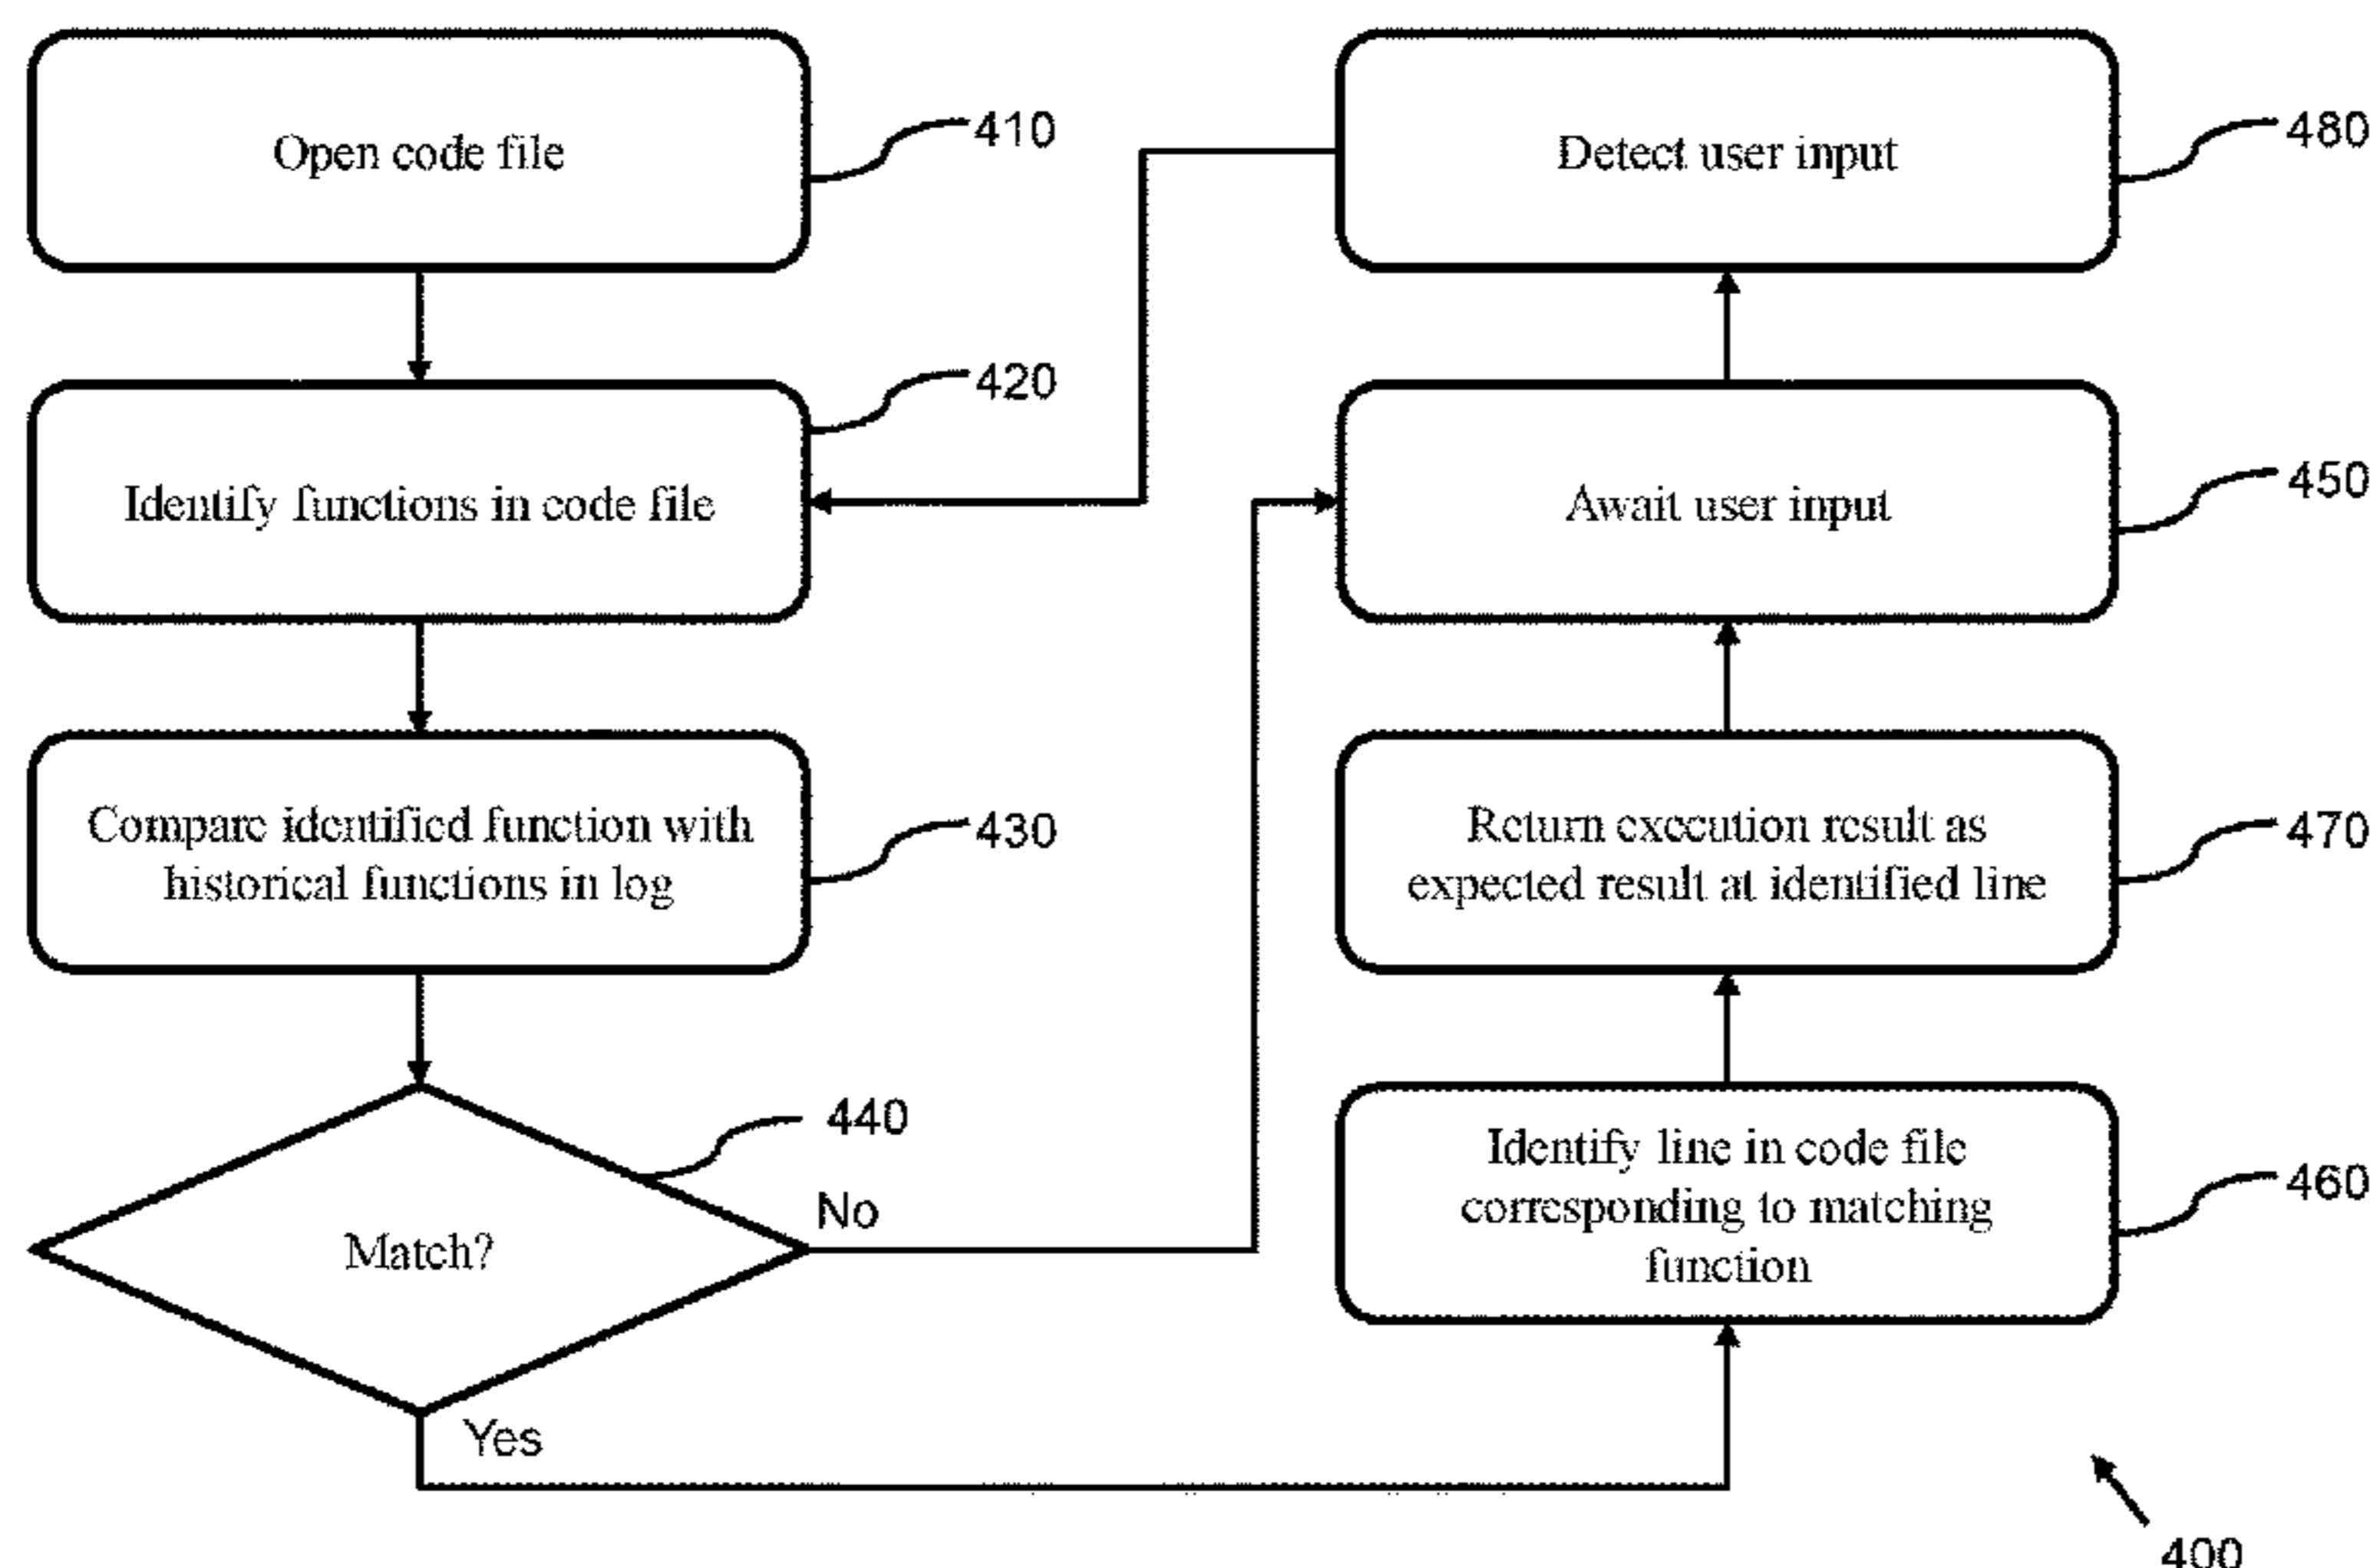 Open code file
410
Identify functions in code file
420
Compare identified function with
historical functions in log
430
Match?
440
No
Yes
Detect user input
480
Await user input
450
Return execution result as
expected result at identified line
470
Identify line in code file
corresponding to matching
function
460
400